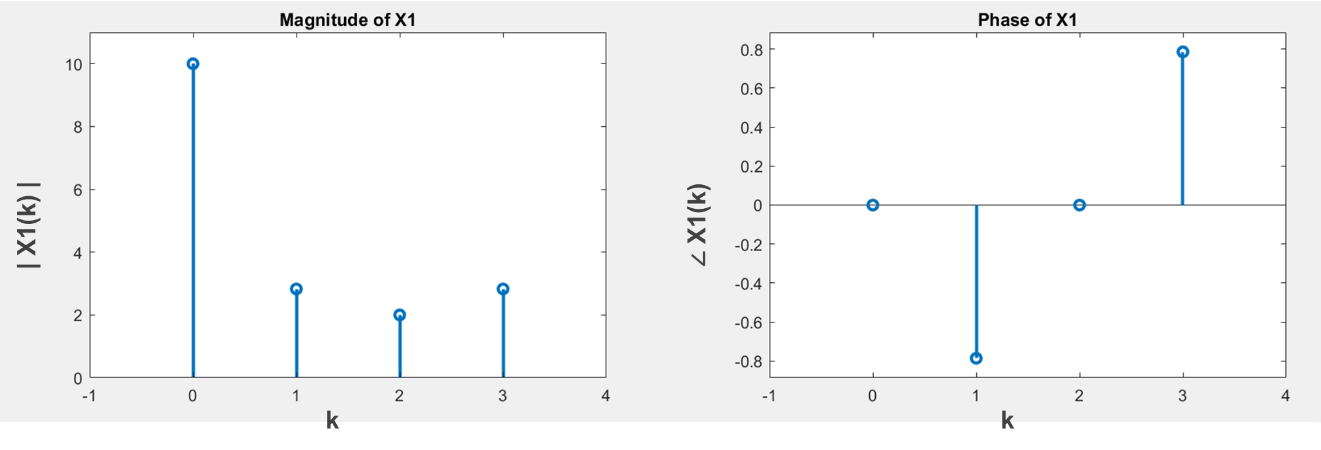 Magnitude of X1
| X1(k) |
10
8
6
4
2
0
-1 0 1 2 3 4
k
Phase of X1
∠ X1(k)
0.8
0.6
0.4
0.2
0
-0.2
-0.4
-0.6
-0.8
-1 0 1 2 3 4
k